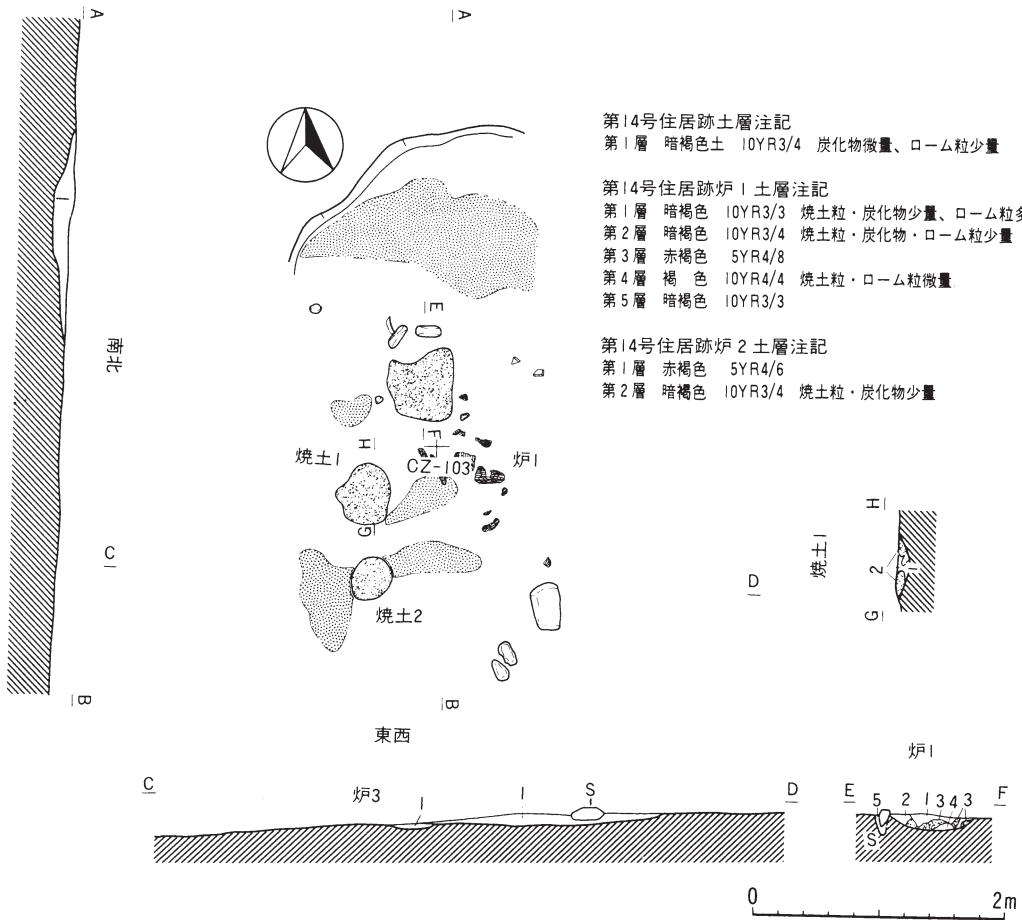 A
A
第14号住居跡土層注記
第1層 暗褐色土 10YR3/4 炭化物微量、ローム粒少量
第14号住居跡炉1土層注記
第1層 暗褐色 10YR3/3 焼土粒・炭化物少量、ローム粒多
第2層 暗褐色 10YR3/4 焼土粒・炭化物・ローム粒少量
第3層 赤褐色 5YR4/8
第4層 褐色 10YR4/4 焼土粒・ローム粒微量
第5層 暗褐色 10YR3/3
第14号住居跡炉2土層注記
第1層 赤褐色 5YR4/6
第2層 暗褐色 10YR3/4 焼土粒・炭化物少量
1
南北
E
F
H
焼土1
CZ-103
炉1
G
焼土2
C
D
H
焼土1
2
1
G
B
B
東西
炉1
C
炉3
1
1
S
D
E
5 2 1 3 4 3
F
S
0
2m